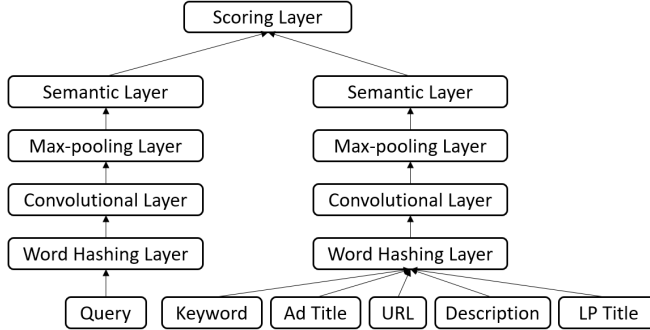 Scoring Layer
Semantic Layer Semantic Layer
Max-pooling Layer Max-pooling Layer
Convolutional Layer Convolutional Layer
Word Hashing Layer Word Hashing Layer
Query Keyword Ad Title URL Description LP Title